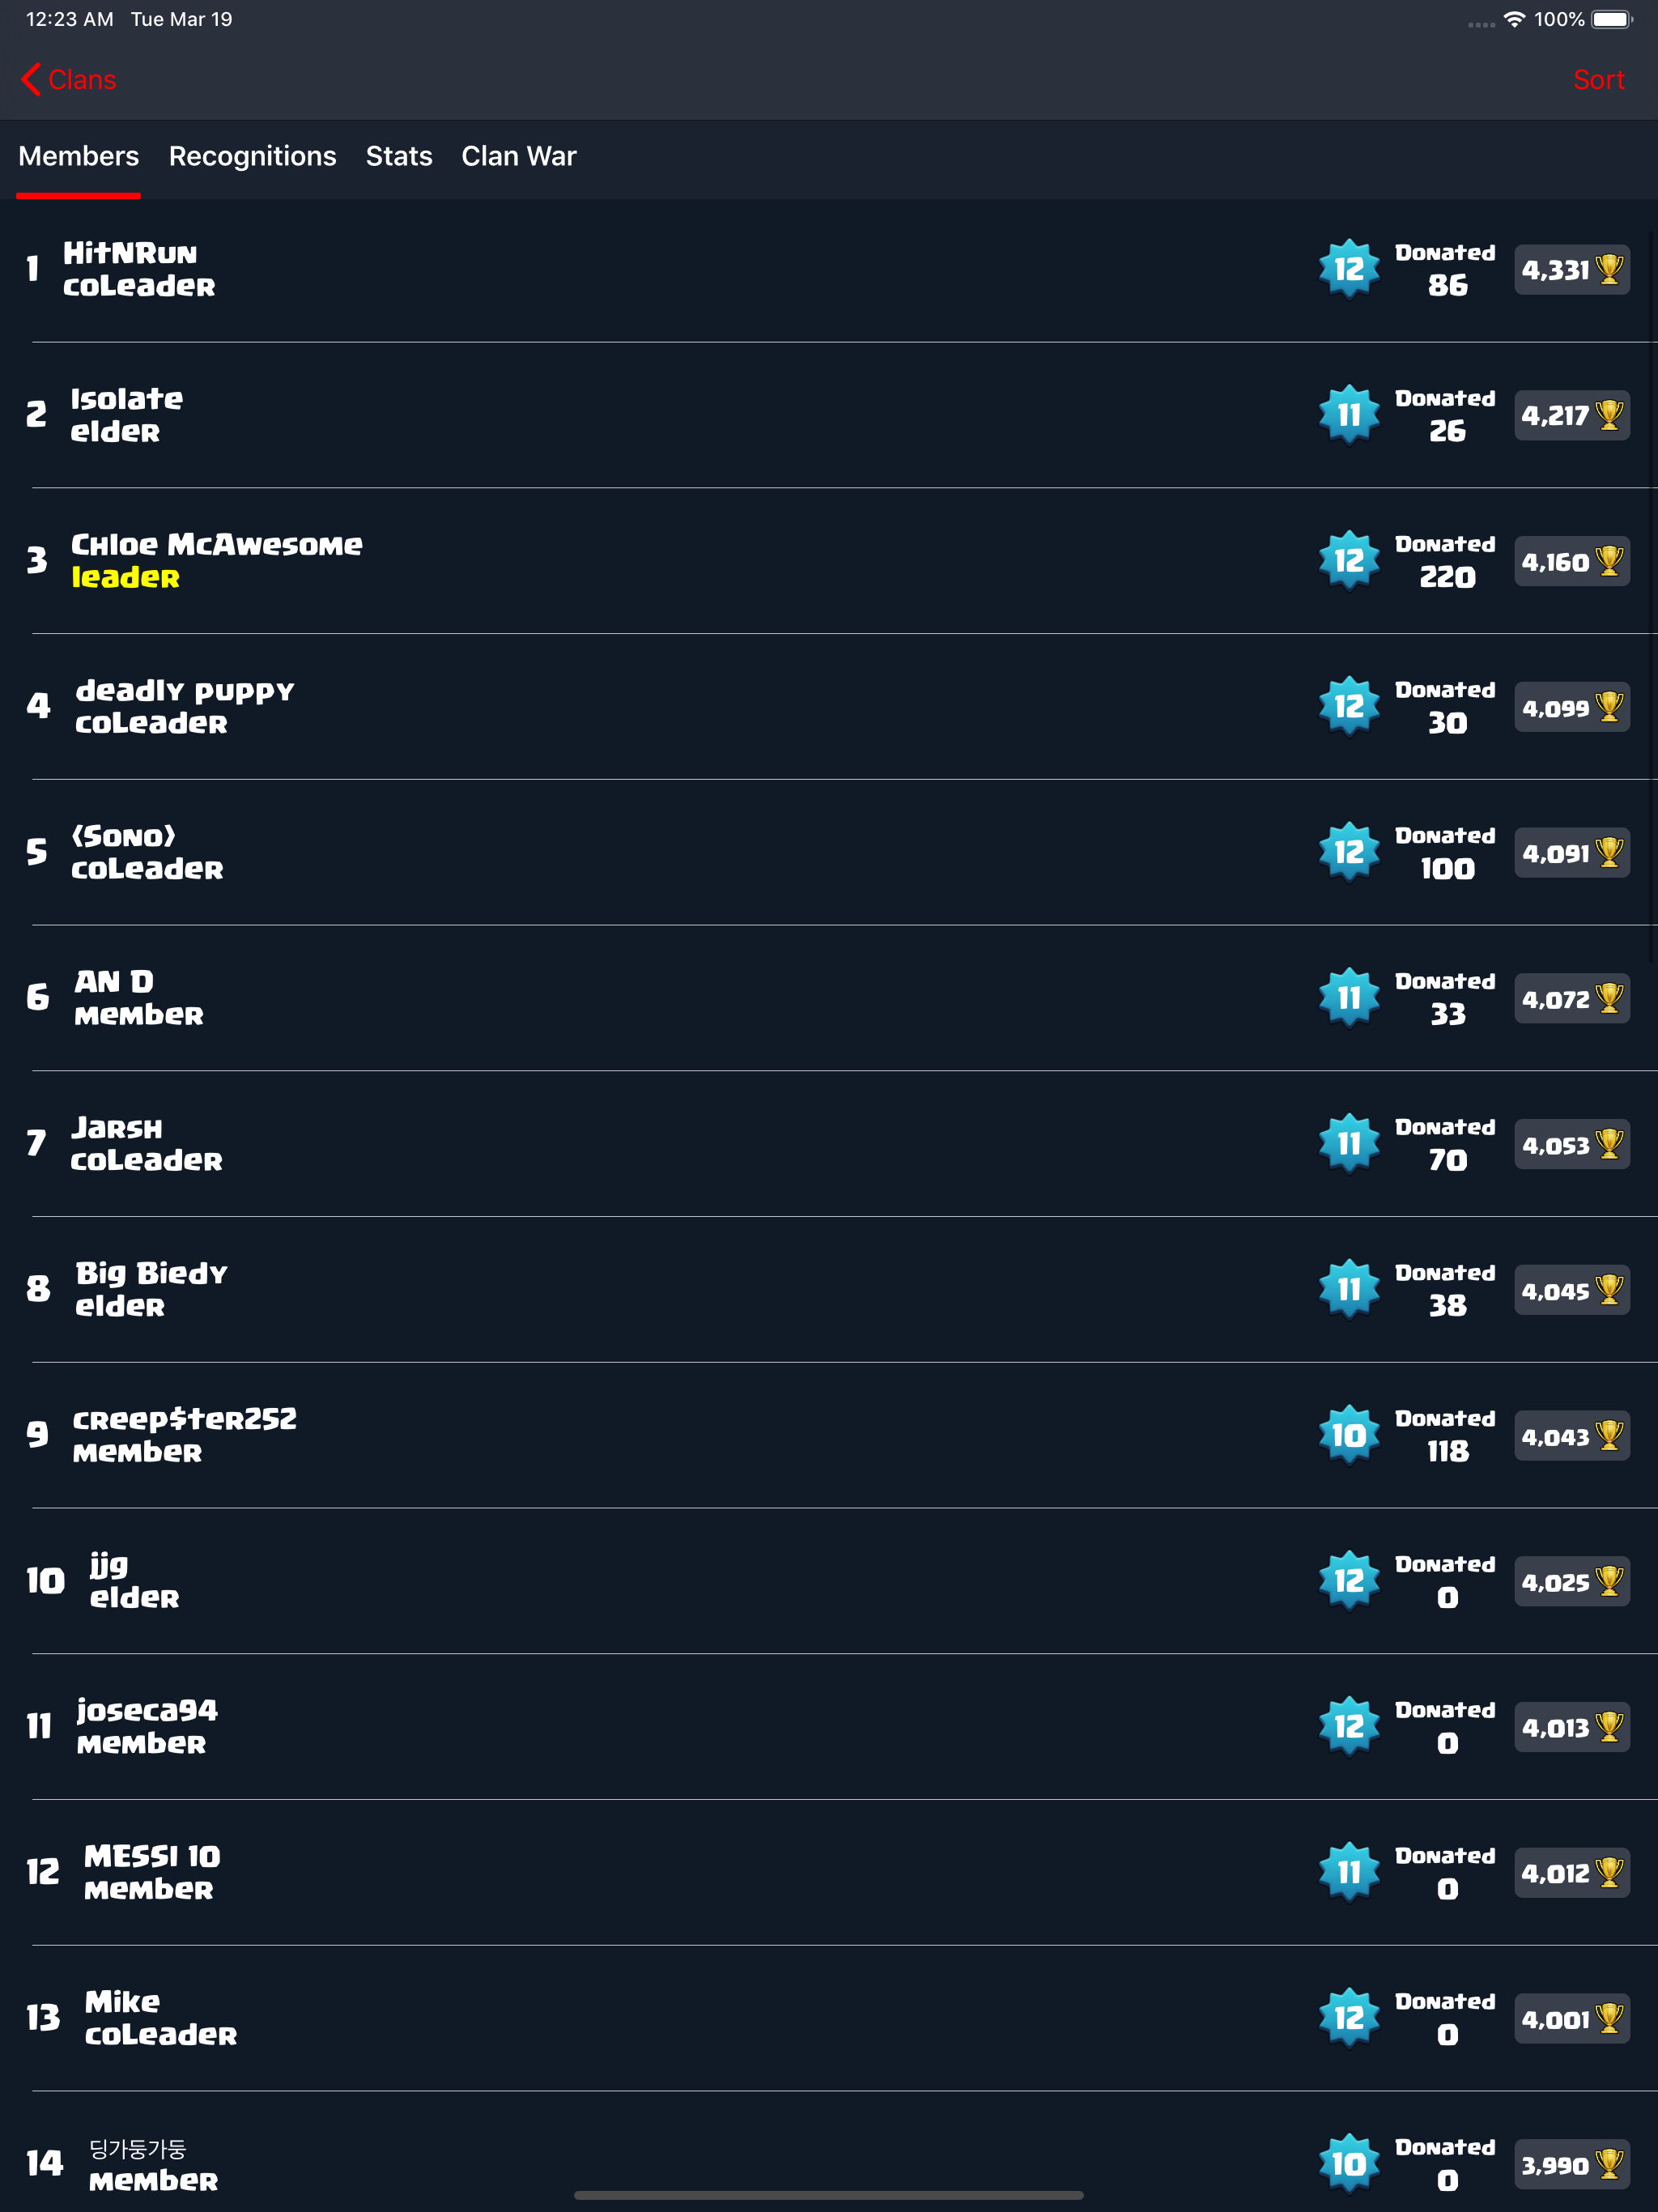 12:23 AM Tue Mar 19 100%
Clans Sort
Members Recognitions Stats Clan War
1 HitNRun 12 Donated 4,331
coLeader 86
2 Isolate 11 Donated 4,217
elder 26
3 Chloe McAwesome 12 Donated 4,160
leader 220
4 deadly puppy 12 Donated 4,099
coLeader 30
5 《Sono》 12 Donated 4,091
coLeader 100
6 AN D 11 Donated 4,072
member 33
7 Jarsh 11 Donated 4,053
coLeader 70
8 Big Biedy 11 Donated 4,045
elder 38
9 creep$ter252 10 Donated 4,043
member 118
10 jjg 12 Donated 4,025
elder 0
11 joseca94 12 Donated 4,013
member 0
12 MESSI 10 11 Donated 4,012
member 0
13 Mike 12 Donated 4,001
coLeader 0
14 딩가둥가둥 10 Donated 3,990
member 0